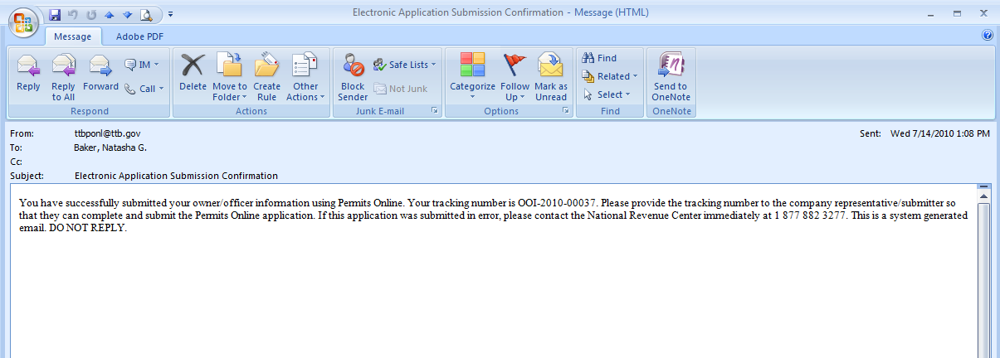 Electronic Application Submission Confirmation - Message (HTML)
Message Adobe PDF
Reply Reply to All Forward IM Call
Respond
Delete Move to Folder Create Rule Other Actions
Actions
Block Sender Safe Lists Not Junk
Junk E-mail
Categorize Follow Up Mark as Unread
Options
Find Related Select
Find
Send to OneNote
OneNote
From: ttbponl@ttb.gov Sent: Wed 7/14/2010 1:08 PM
To: Baker, Natasha G.
Cc:
Subject: Electronic Application Submission Confirmation
You have successfully submitted your owner/officer information using Permits Online. Your tracking number is OOI-2010-00037. Please provide the tracking number to the company representative/submitter so
that they can complete and submit the Permits Online application. If this application was submitted in error, please contact the National Revenue Center immediately at 1 877 882 3277. This is a system generated
email. DO NOT REPLY.